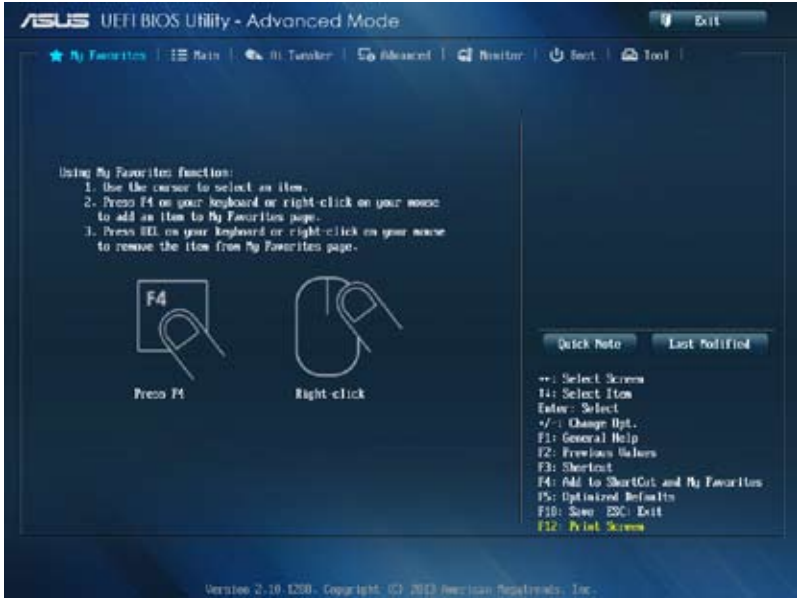 ASUS UEFI BIOS Utility - Advanced Mode
Exit
My Favorites | Main | Ai Tweaker | Advanced | Monitor | Boot | Tool |
Using My Favorites function:
1. Use the cursor to select an item.
2. Press F4 on your keyboard or right-click on your mouse
to add an item to My Favorites page.
3. Press DEL on your keyboard or right-click on your mouse
to remove the item from My Favorites page.
F4
Press F4
Right-click
Quick Note
Last Modified
→←: Select Screen
↑↓: Select Item
Enter: Select
+/-: Change Opt.
F1: General Help
F2: Previous Values
F3: Shortcut
F4: Add to ShortCut and My Favorites
F5: Optimized Defaults
F10: Save ESC: Exit
F12: Print Screen
Version 2.10.1208. Copyright (C) 2013 American Megatrends, Inc.